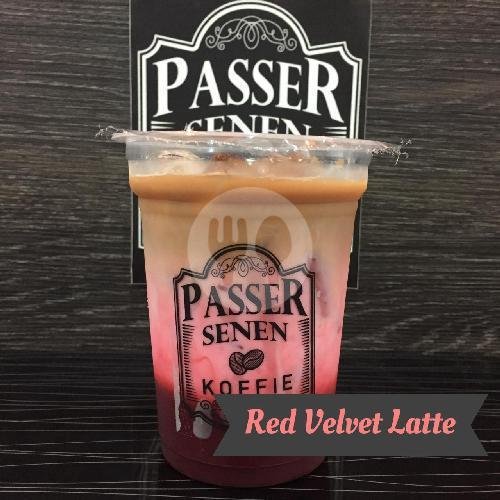 PASSER
SENEN
PASSER
SENEN
KOFFIE
Red Velvet Latte